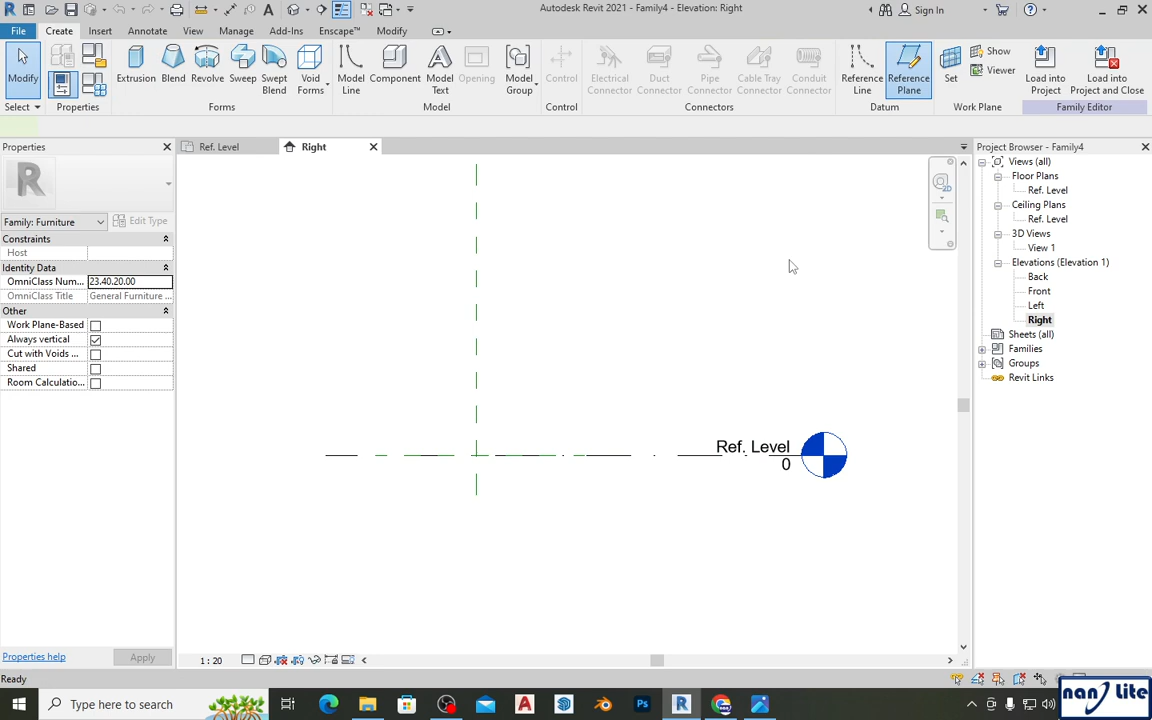 Autodesk Revit 2021 - Family4 - Elevation: Right
Sign In
File Create Insert Annotate View Manage Add-Ins Enscape™ Modify
Modify Extrusion Blend Revolve Sweep Swept Blend Void Forms Model Line Component Model Text Opening Model Group Control Electrical Connector Duct Connector Pipe Connector Cable Tray Connector Conduit Connector Reference Line Reference Plane Set Show Viewer Load into Project Load into Project and Close
Select Properties Forms Model Control Connectors Datum Work Plane Family Editor
Properties
Ref. Level
Right
Project Browser - Family4
Family: Furniture
Edit Type
Constraints
Host
Identity Data
OmniClass Num... 23.40.20.00
OmniClass Title General Furniture ...
Other
Work Plane-Based
Always vertical
Cut with Voids ...
Shared
Room Calculatio...
Properties help
Apply
2D
Ref. Level
0
Views (all)
Floor Plans
Ref. Level
Ceiling Plans
Ref. Level
3D Views
View 1
Elevations (Elevation 1)
Back
Front
Left
Right
Sheets (all)
Families
Groups
Revit Links
1 : 20
Ready
Type here to search
nanJ lite